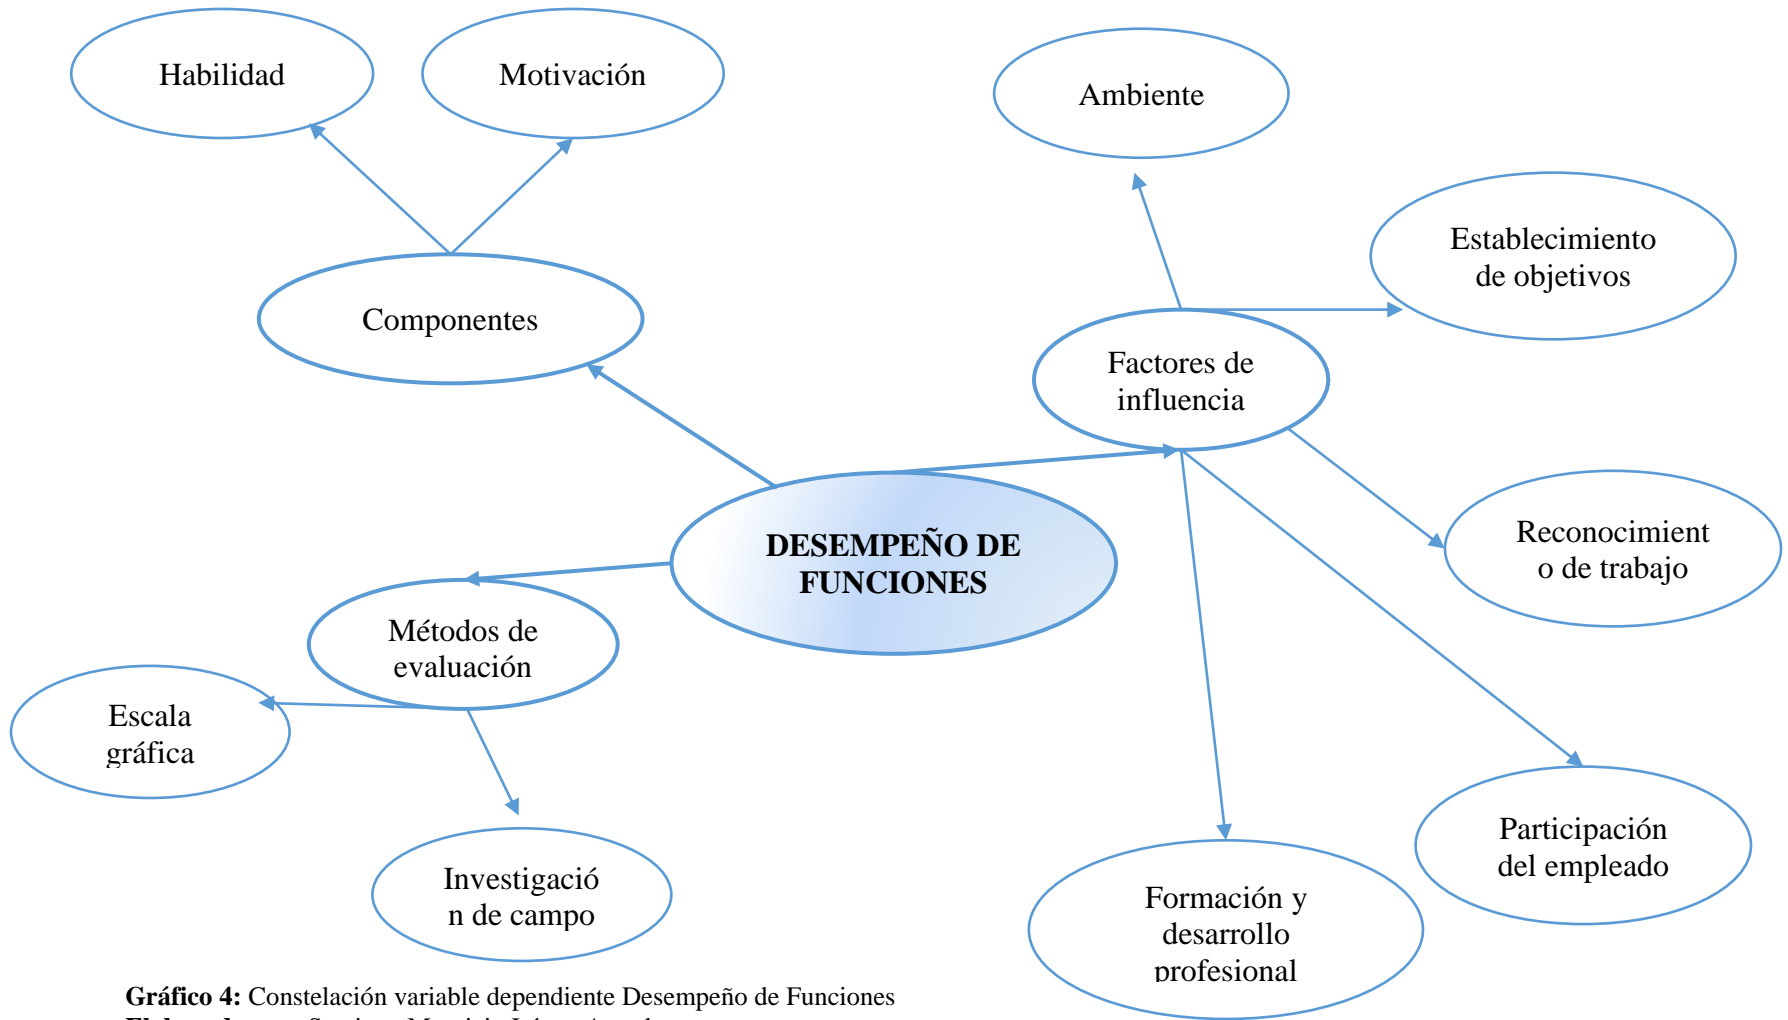 Habilidad
Motivación
Ambiente
Establecimiento
de objetivos
Componentes
Factores de
influencia
Reconocimient
o de trabajo
DESEMPEÑO DE
FUNCIONES
Métodos de
evaluación
Escala
gráfica
Participación
del empleado
Investigació
n de campo
Formación y
desarrollo
profesional
Gráfico 4: Constelación variable dependiente Desempeño de Funciones